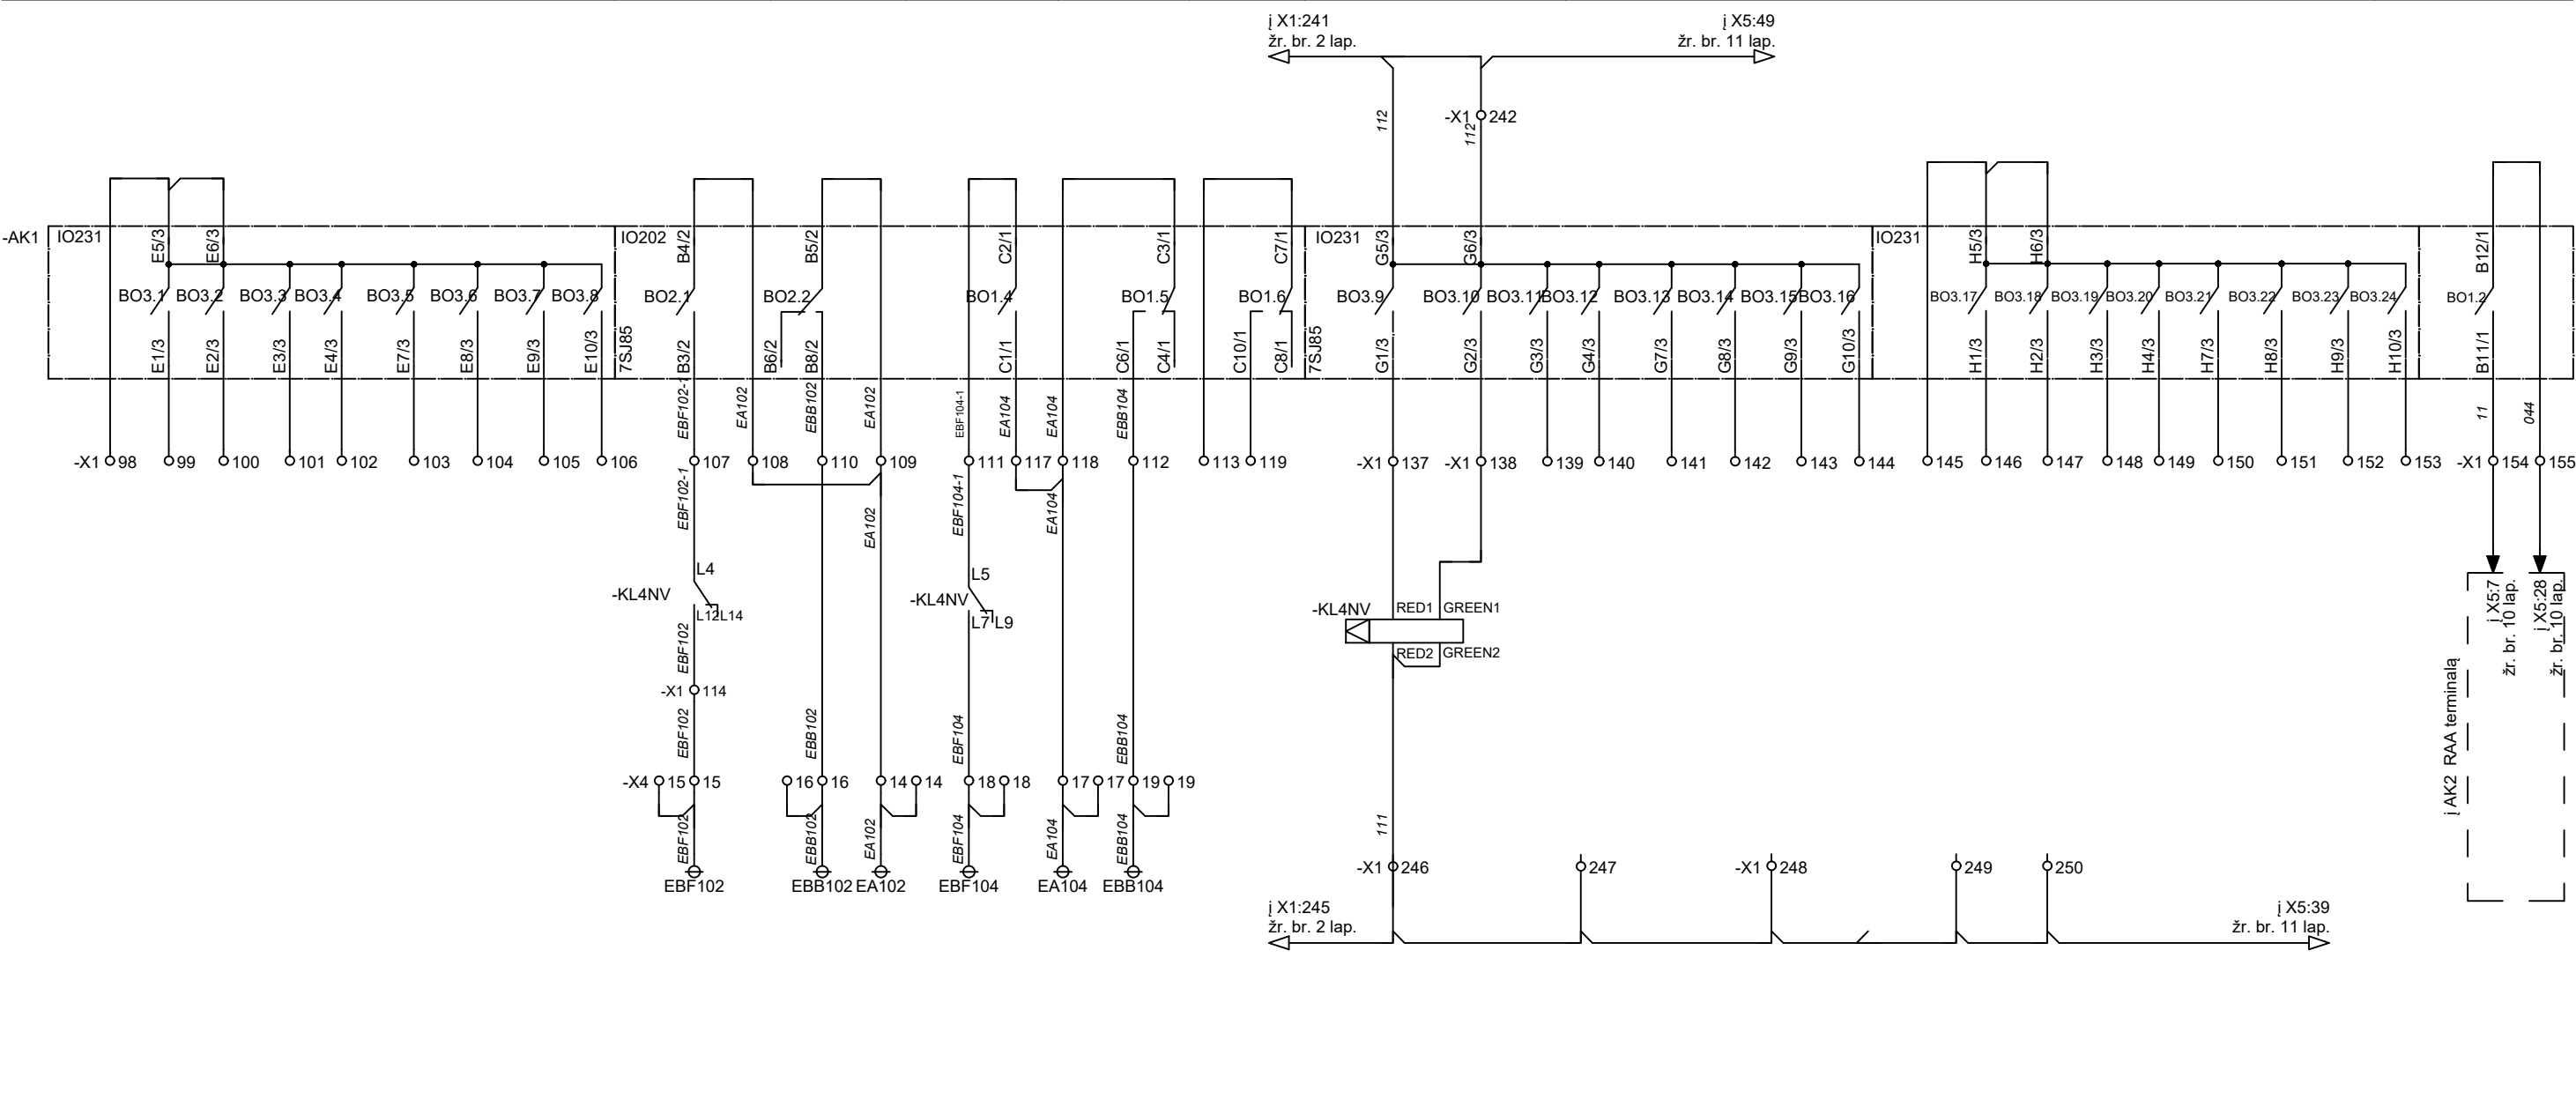 į X1:241
žr. br. 2 lap.
į X5:49
žr. br. 11 lap.
112
-X1 242
112
-AK1
IO231
E5/3
E6/3
IO202
B4/2
B5/2
C2/1
C3/1
C7/1
IO231
G5/3
G6/3
IO231
H5/3
H6/3
B12/1
BO3.1
BO3.2
BO3.3
BO3.4
BO3.5
BO3.6
BO3.7
BO3.8
BO2.1
BO2.2
BO1.4
BO1.5
BO1.6
BO3.9
BO3.10
BO3.11
BO3.12
BO3.13
BO3.14
BO3.15
BO3.16
BO3.17
BO3.18
BO3.19
BO3.20
BO3.21
BO3.22
BO3.23
BO3.24
BO1.2
E1/3
E2/3
E3/3
E4/3
E7/3
E8/3
E9/3
E10/3
7SJ85
B3/2
B6/2
B8/2
C1/1
C6/1
C4/1
C10/1
C8/1
7SJ85
G1/3
G2/3
G3/3
G4/3
G7/3
G8/3
G9/3
G10/3
H1/3
H2/3
H3/3
H4/3
H7/3
H8/3
H9/3
H10/3
B11/1
EBF102-1
EA102
EBB102
EA102
EBF104-1
EA104
EA104
EBB104
11
044
-X1 98
99
100
101
102
103
104
105
106
107
108
110
109
111
117
118
112
113
119
-X1 137
-X1 138
139
140
141
142
143
144
145
146
147
148
149
150
151
152
153
-X1 154
155
EBF102-1
EA102
EBF104-1
EA104
L4
-KL4NV
L12 L14
L5
-KL4NV
L7 L9
-KL4NV
RED1
GREEN1
RED2
GREEN2
į X5:7
žr. br. 10 lap.
į X5:28
žr. br. 10 lap.
į AK2 RAA terminalą
EBF102
-X1 114
EBF102
EBB102
EBF104
EBB104
-X4 15
15
16
16
14
14
18
18
17
17
19
19
EBF102
EBB102
EA102
EBF104
EA104
EBB104
111
EBF102
EBB102
EA102
EBF104
EA104
EBB104
-X1 246
247
-X1 248
249
250
į X1:245
žr. br. 2 lap.
į X5:39
žr. br. 11 lap.